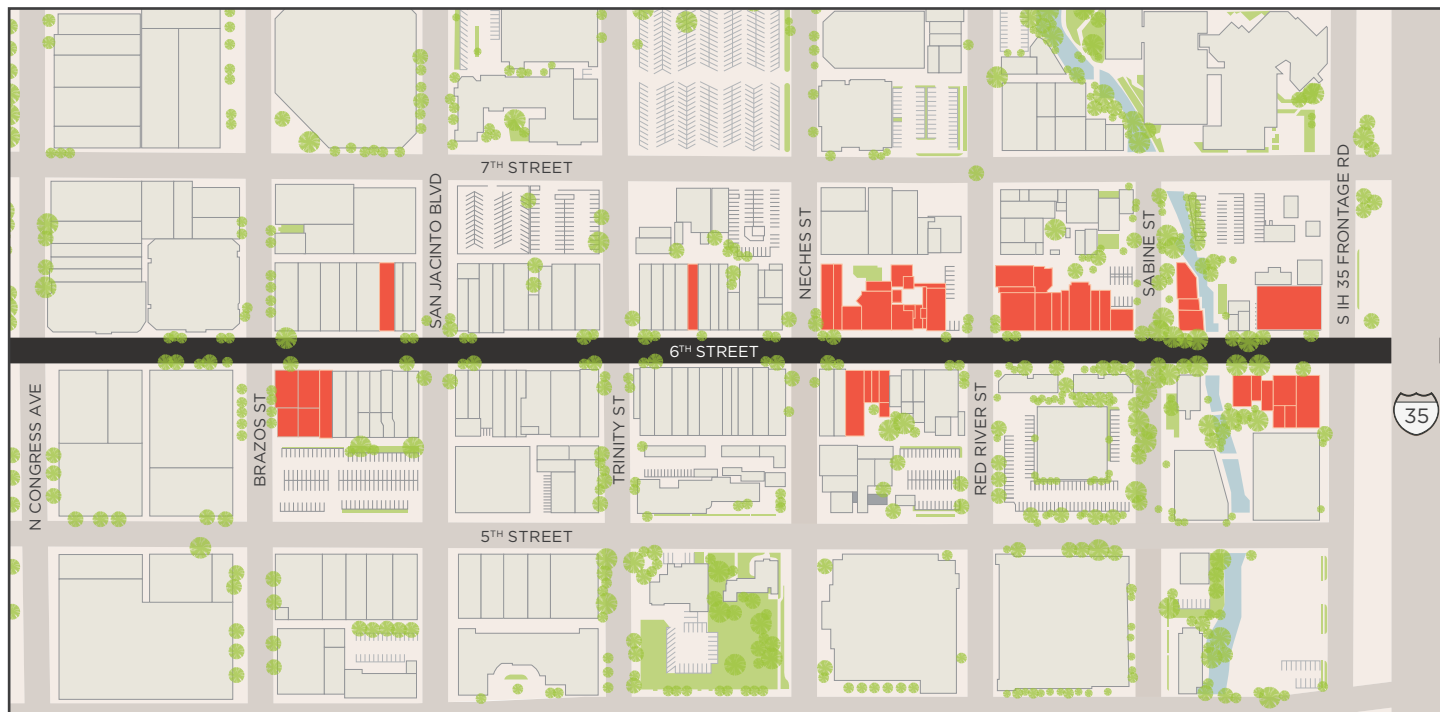 7TH STREET
SAN JACINTO BLVD
NECHES ST
SABINE ST
S IH 35 FRONTAGE RD
6TH STREET
N CONGRESS AVE
BRAZOS ST
TRINITY ST
RED RIVER ST
35
5TH STREET